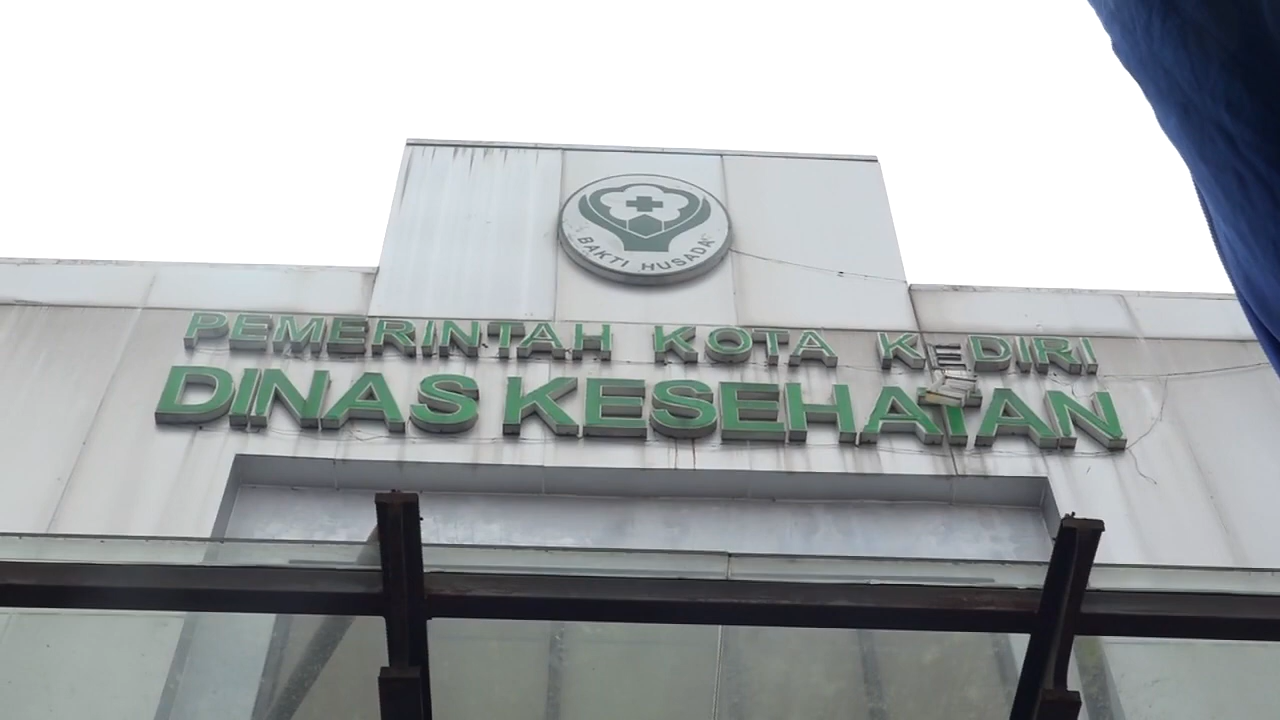 BAKTI HUSADA
PEMERINTAH KOTA KEDIRI
DINAS KESEHATAN